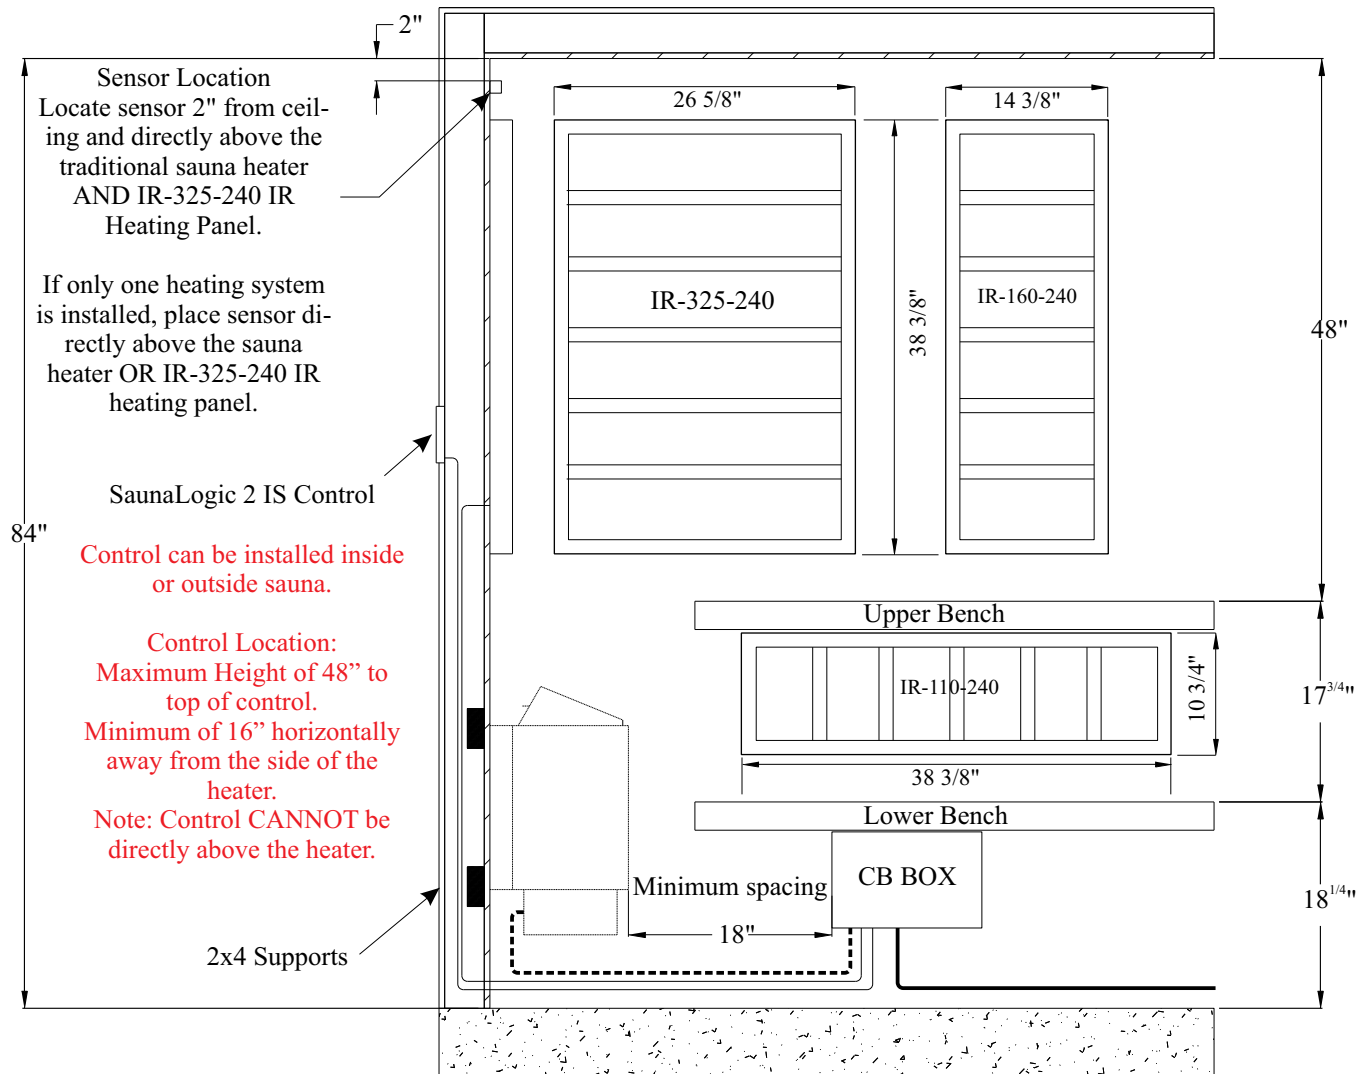 2"
Sensor Location
Locate sensor 2" from ceil-
ing and directly above the
traditional sauna heater
AND IR-325-240 IR
Heating Panel.
If only one heating system
is installed, place sensor di-
rectly above the sauna
heater OR IR-325-240 IR
heating panel.
SaunaLogic 2 IS Control
84"
Control can be installed inside
or outside sauna.
Control Location:
Maximum Height of 48” to
top of control.
Minimum of 16” horizontally
away from the side of the
heater.
Note: Control CANNOT be
directly above the heater.
2x4 Supports
26 5/8"
14 3/8"
IR-325-240
38 3/8"
IR-160-240
48"
Upper Bench
IR-110-240
10 3/4"
17 3/4"
38 3/8"
Lower Bench
CB BOX
Minimum spacing
18"
18 1/4"